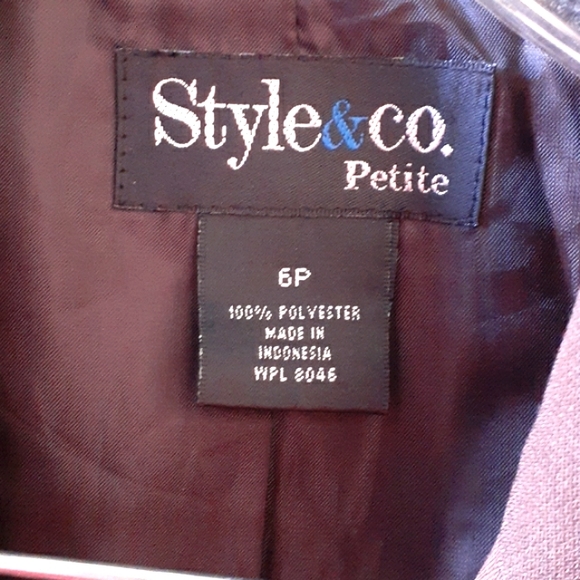 Style&co.
Petite
6P
100% POLYESTER
MADE IN
INDONESIA
WPL 8046